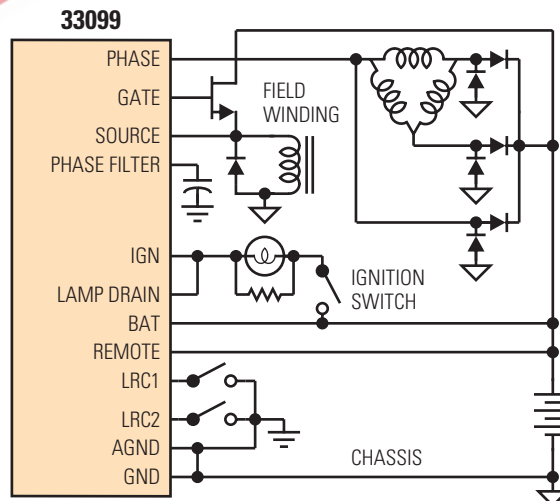 33099
PHASE
GATE
SOURCE
PHASE FILTER
FIELD
WINDING
IGN
LAMP DRAIN
BAT
REMOTE
LRC1
LRC2
AGND
GND
IGNITION
SWITCH
CHASSIS